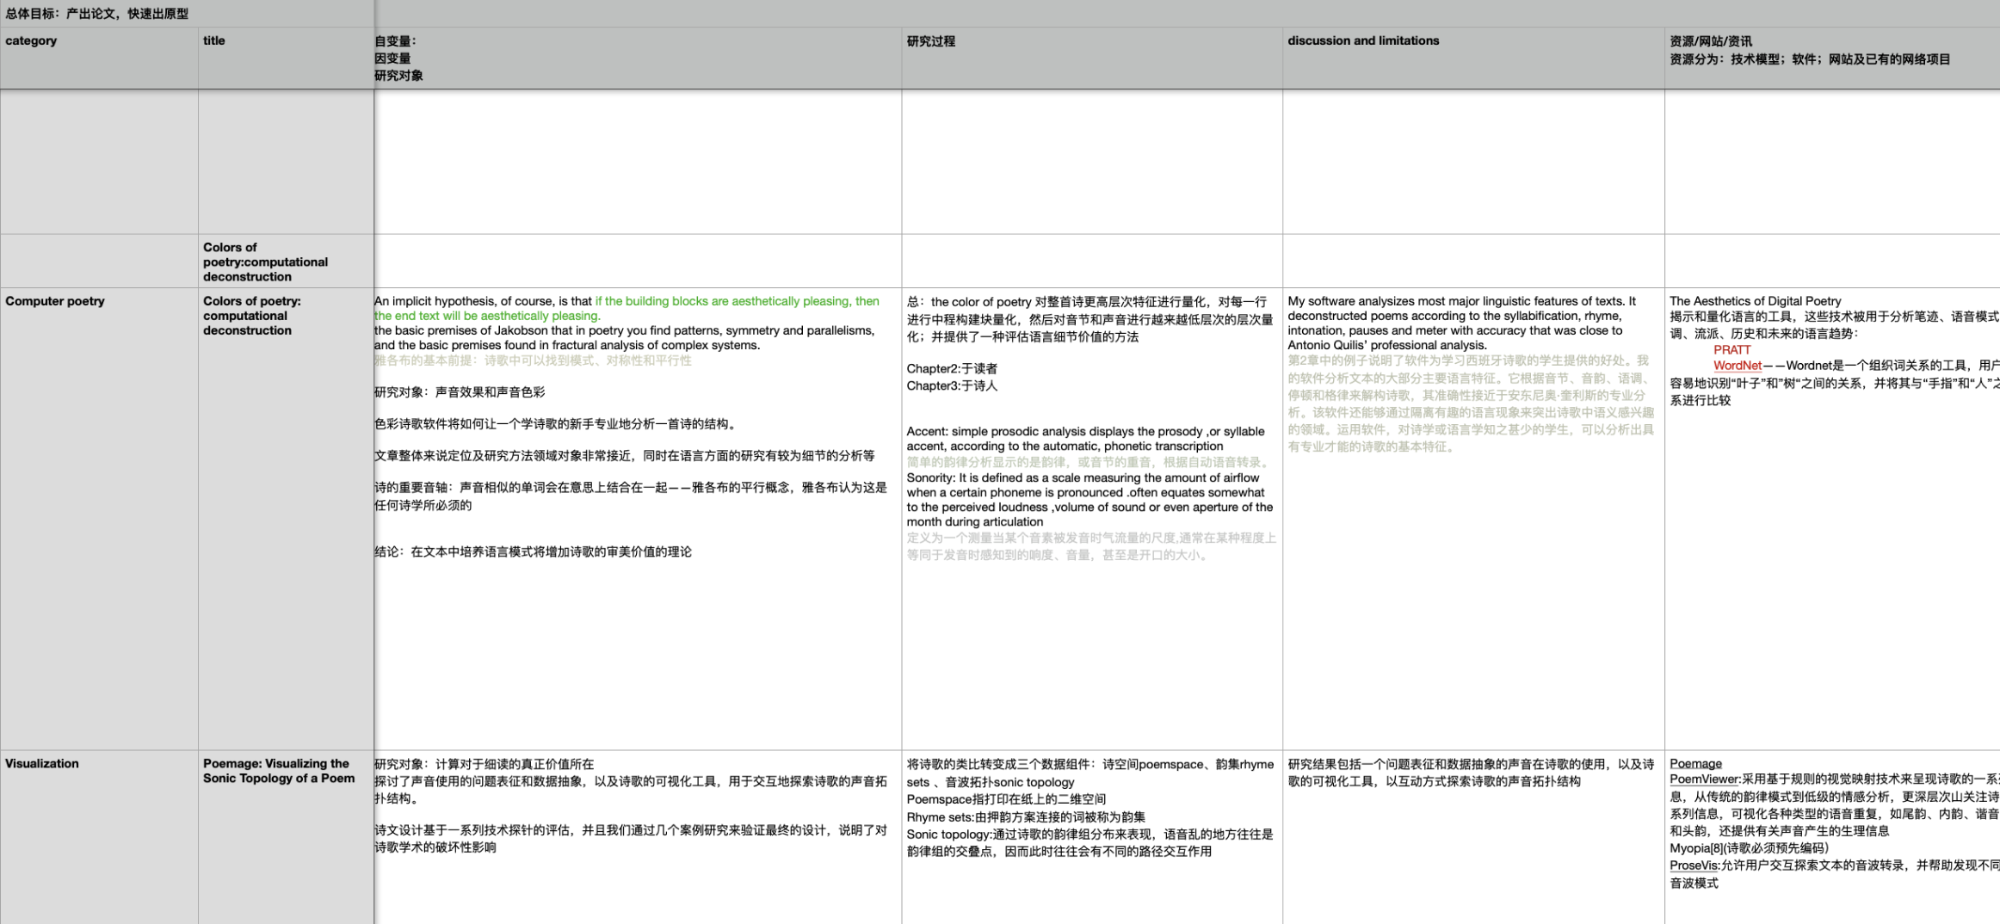 总体目标：产出论文，快速出原型
category
title
自变量：
因变量
研究对象
研究过程
discussion and limitations
资源/网站/资讯
资源分为：技术模型；软件；网站及已有的网络项目
Colors of
poetry:computational
deconstruction
Computer poetry
Colors of poetry:
computational
deconstruction
An implicit hypothesis, of course, is that if the building blocks are aesthetically pleasing, then
the end text will be aesthetically pleasing.
the basic premises of Jakobson that in poetry you find patterns, symmetry and parallelisms,
and the basic premises found in fractural analysis of complex systems.
雅各布的基本前提：诗歌中可以找到模式、对称性和平行性
研究对象：声音效果和声音色彩
色彩诗歌软件将如何让一个学诗歌的新手专业地分析一首诗的结构。
文章整体来说定位及研究方法领域对象非常接近，同时在语言方面的研究有较为细节的分析等
诗的重要音轴：声音相似的单词会在意思上结合在一起——雅各布的平行概念，雅各布认为这是
任何诗学所必须的
结论：在文本中培养语言模式将增加诗歌的审美价值的理论
总：the color of poetry 对整首诗更高层次特征进行量化，对每一行
进行中程构建块量化，然后对音节和声音进行越来越低层次的层次量
化；并提供了一种评估语言细节价值的方法
Chapter2:于读者
Chapter3:于诗人
Accent: simple prosodic analysis displays the prosody ,or syllable
accent, according to the automatic, phonetic transcription
简单的韵律分析显示的是韵律，或音节的重音，根据自动语音转录。
Sonority: It is defined as a scale measuring the amount of airflow
when a certain phoneme is pronounced .often equates somewhat
to the perceived loudness ,volume of sound or even aperture of the
month during articulation
定义为一个测量当某个音素被发音时气流量的尺度,通常在某种程度上
等同于发音时感知到的响度、音量，甚至是开口的大小。
My software analysizes most major linguistic features of texts. It
deconstructed poems according to the syllabification, rhyme,
intonation, pauses and meter with accuracy that was close to
Antonio Quilis' professional analysis.
第2章中的例子说明了软件为学习西班牙诗歌的学生提供的好处。我
的软件分析文本的大部分主要语言特征。它根据音节、音韵、语调、
停顿和格律来解构诗歌，其准确性接近于安东尼奥·奎利斯的专业分
析。该软件还能够通过隔离有趣的语言现象来突出诗歌中语义感兴趣
的领域。运用软件，对诗学或语言学知之甚少的学生，可以分析出具
有专业才能的诗歌的基本特征。
The Aesthetics of Digital Poetry
揭示和量化语言的工具，这些技术被用于分析笔迹、语音模式
调、流派、历史和未来的语言趋势：
PRATT
WordNet——Wordnet是一个组织词关系的工具，用户
容易地识别“叶子”和”树“之间的关系，并将其与“手指”和“人”之
系进行比较
Visualization
Poemage: Visualizing the
Sonic Topology of a Poem
研究对象：计算对于细读的真正价值所在
探讨了声音使用的问题表征和数据抽象，以及诗歌的可视化工具，用于交互地探索诗歌的声音拓
扑结构。
诗文设计基于一系列技术探针的评估，并且我们通过几个案例研究来验证最终的设计，说明了对
诗歌学术的破坏性影响
将诗歌的类比转变成三个数据组件：诗空间poemspace、韵集rhyme
sets 、音波拓扑sonic topology
Poemspace指打印在纸上的二维空间
Rhyme sets:由押韵方案连接的词被称为韵集
Sonic topology:通过诗歌的韵律组分布来表现，语音乱的地方往往是
韵律组的交叠点，因而此时往往会有不同的路径交互作用
研究结果包括一个问题表征和数据抽象的声音在诗歌的使用，以及诗
歌的可视化工具，以互动方式探索诗歌的声音拓扑结构
Poemage
PoemViewer:采用基于规则的视觉映射技术来呈现诗歌的一系
息，从传统的韵律模式到低级的情感分析，更深层次山关注诗
系列信息，可视化各种类型的语音重复，如尾韵、内韵、谐音
和头韵，还提供有关声音产生的生理信息
Myopia[8](诗歌必须预先编码)
ProseVis:允许用户交互探索文本的音波转录，并帮助发现不同
音波模式